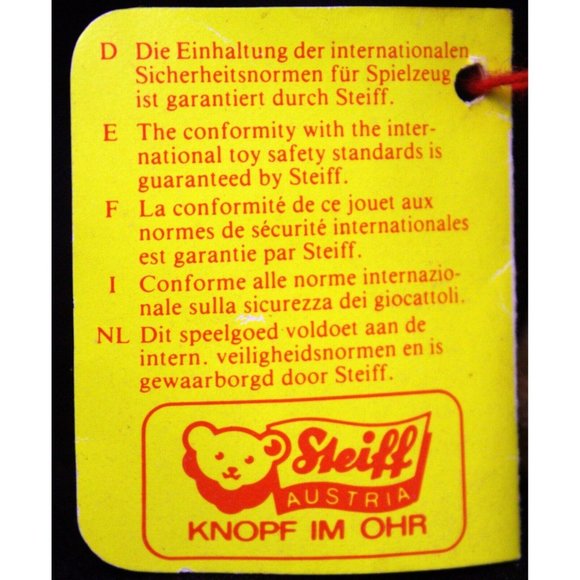 D Die Einhaltung der internationalen
Sicherheitsnormen für Spielzeug
ist garantiert durch Steiff.
E The conformity with the inter-
national toy safety standards is
guaranteed by Steiff.
F La conformité de ce jouet aux
normes de sécurité internationales
est garantie par Steiff.
I Conforme alle norme internazio-
nale sulla sicurezza dei giocattoli.
NL Dit speelgoed voldoet aan de
intern. veiligheidsnormen en is
gewaarborgd door Steiff.
Steiff
AUSTRIA
KNOPF IM OHR